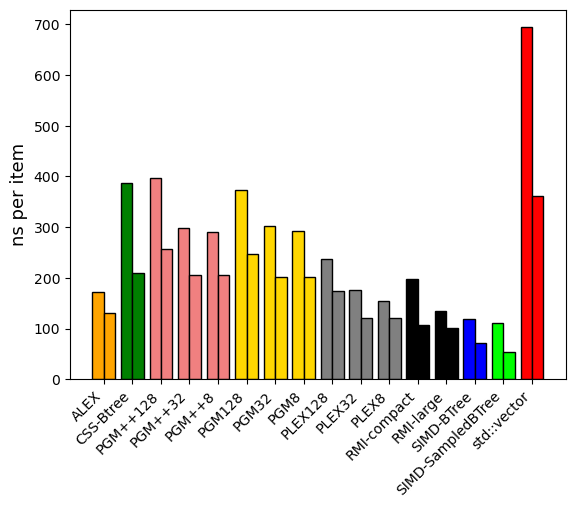 700
600
500
400
300
200
100
0
ns per item
ALEX
CSS-Btree
PGM++128
PGM++32
PGM++8
PGM128
PGM32
PGM8
PLEX128
PLEX32
PLEX8
RMI-compact
RMI-large
SIMD-BTree
SIMD-SampledBTree
std::vector